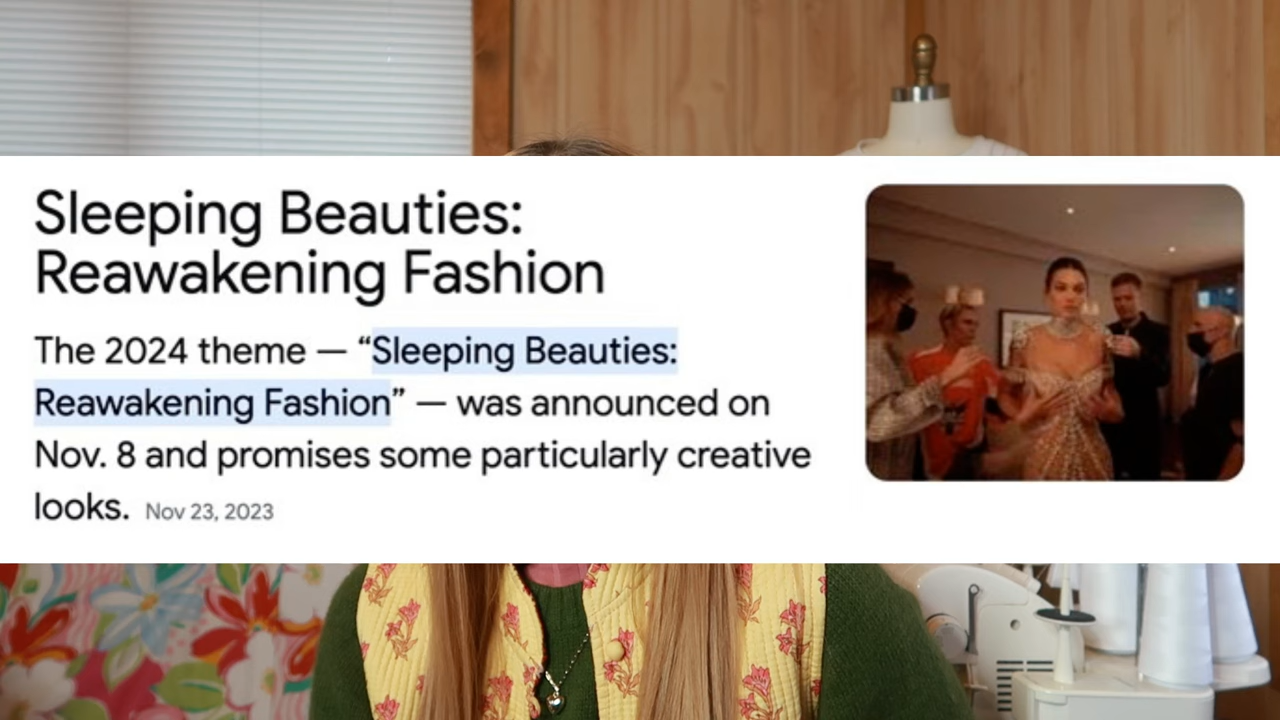 Sleeping Beauties:
Reawakening Fashion
The 2024 theme — “Sleeping Beauties:
Reawakening Fashion” — was announced on
Nov. 8 and promises some particularly creative
looks. Nov 23, 2023